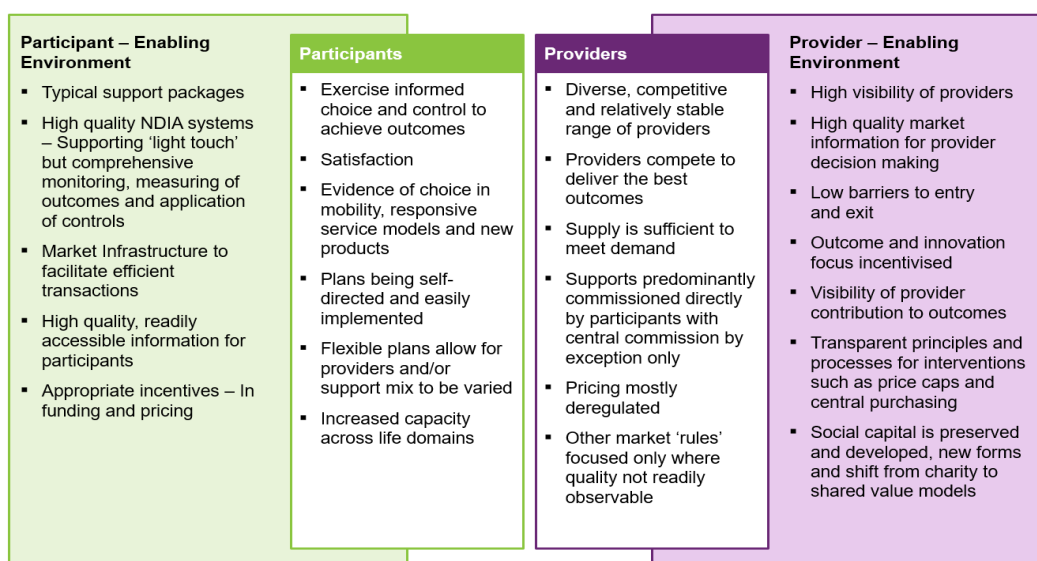 Participant – Enabling
Environment
▪ Typical support packages
▪ High quality NDIA systems
– Supporting ‘light touch’
but comprehensive
monitoring, measuring of
outcomes and application
of controls
▪ Market Infrastructure to
facilitate efficient
transactions
▪ High quality, readily
accessible information for
participants
▪ Appropriate incentives – In
funding and pricing
Participants
▪ Exercise informed
choice and control to
achieve outcomes
▪ Satisfaction
▪ Evidence of choice in
mobility, responsive
service models and new
products
▪ Plans being self-
directed and easily
implemented
▪ Flexible plans allow for
providers and/or
support mix to be varied
▪ Increased capacity
across life domains
Providers
▪ Diverse, competitive
and relatively stable
range of providers
▪ Providers compete to
deliver the best
outcomes
▪ Supply is sufficient to
meet demand
▪ Supports predominantly
commissioned directly
by participants with
central commission by
exception only
▪ Pricing mostly
deregulated
▪ Other market ‘rules’
focused only where
quality not readily
observable
Provider – Enabling
Environment
▪ High visibility of providers
▪ High quality market
information for provider
decision making
▪ Low barriers to entry
and exit
▪ Outcome and innovation
focus incentivised
▪ Visibility of provider
contribution to outcomes
▪ Transparent principles and
processes for interventions
such as price caps and
central purchasing
▪ Social capital is preserved
and developed, new forms
and shift from charity to
shared value models